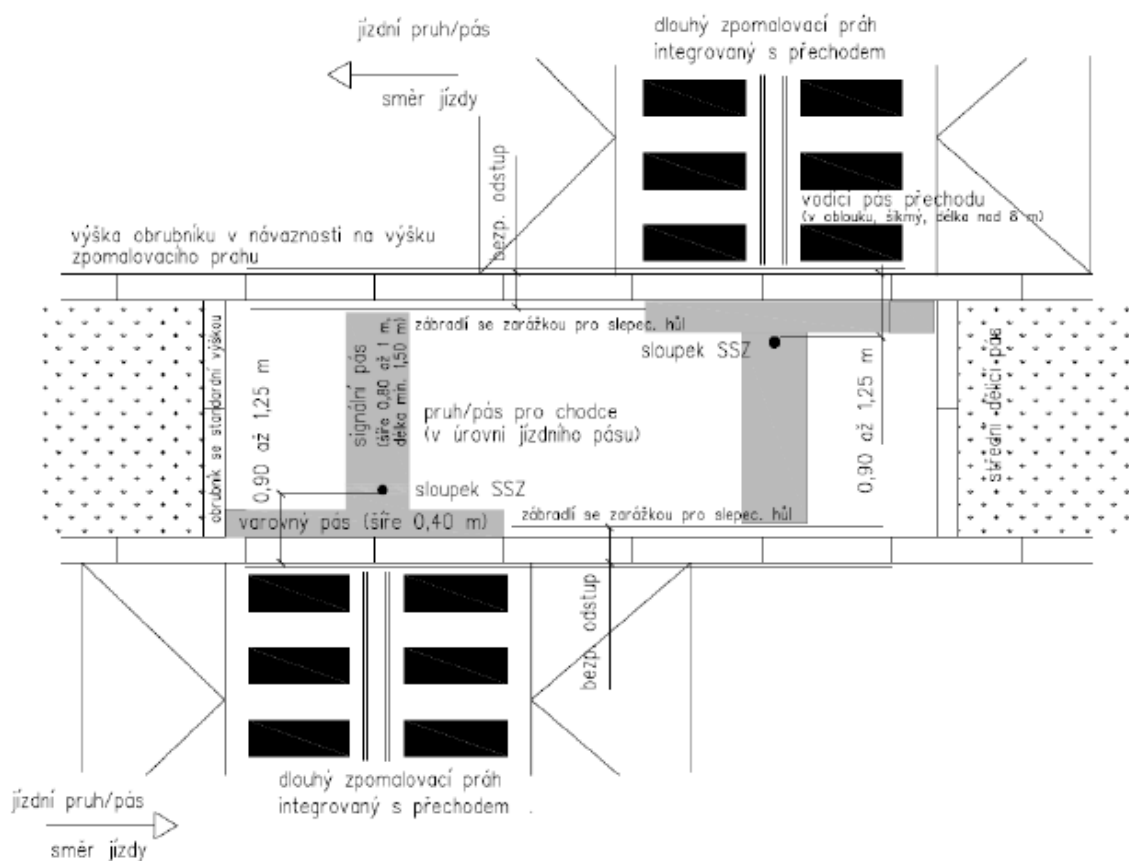 jízdní pruh/pás
směr jízdy
dlouhý zpomalovací práh
integrovaný s přechodem
bezp. odstup
vodicí pás přechodu
(v oblouku, šikmý, délka nad 8 m)
výška obrubníku v návaznosti na výšku
zpomalovacího prahu
obrubník se standardní výškou
0,90 až 1,25 m
signální pás
(šíře 0,80 až 1 m,
délka min. 1,50 m)
zábradlí se zarážkou pro slepec. hůl
sloupek SSZ
pruh/pás pro chodce
(v úrovni jízdního pásu)
0,90 až 1,25 m
střední dělicí pás
sloupek SSZ
varovný pás (šíře 0,40 m)
zábradlí se zarážkou pro slepec. hůl
bezp. odstup
dlouhý zpomalovací práh
integrovaný s přechodem .
jízdní pruh/pás
směr jízdy